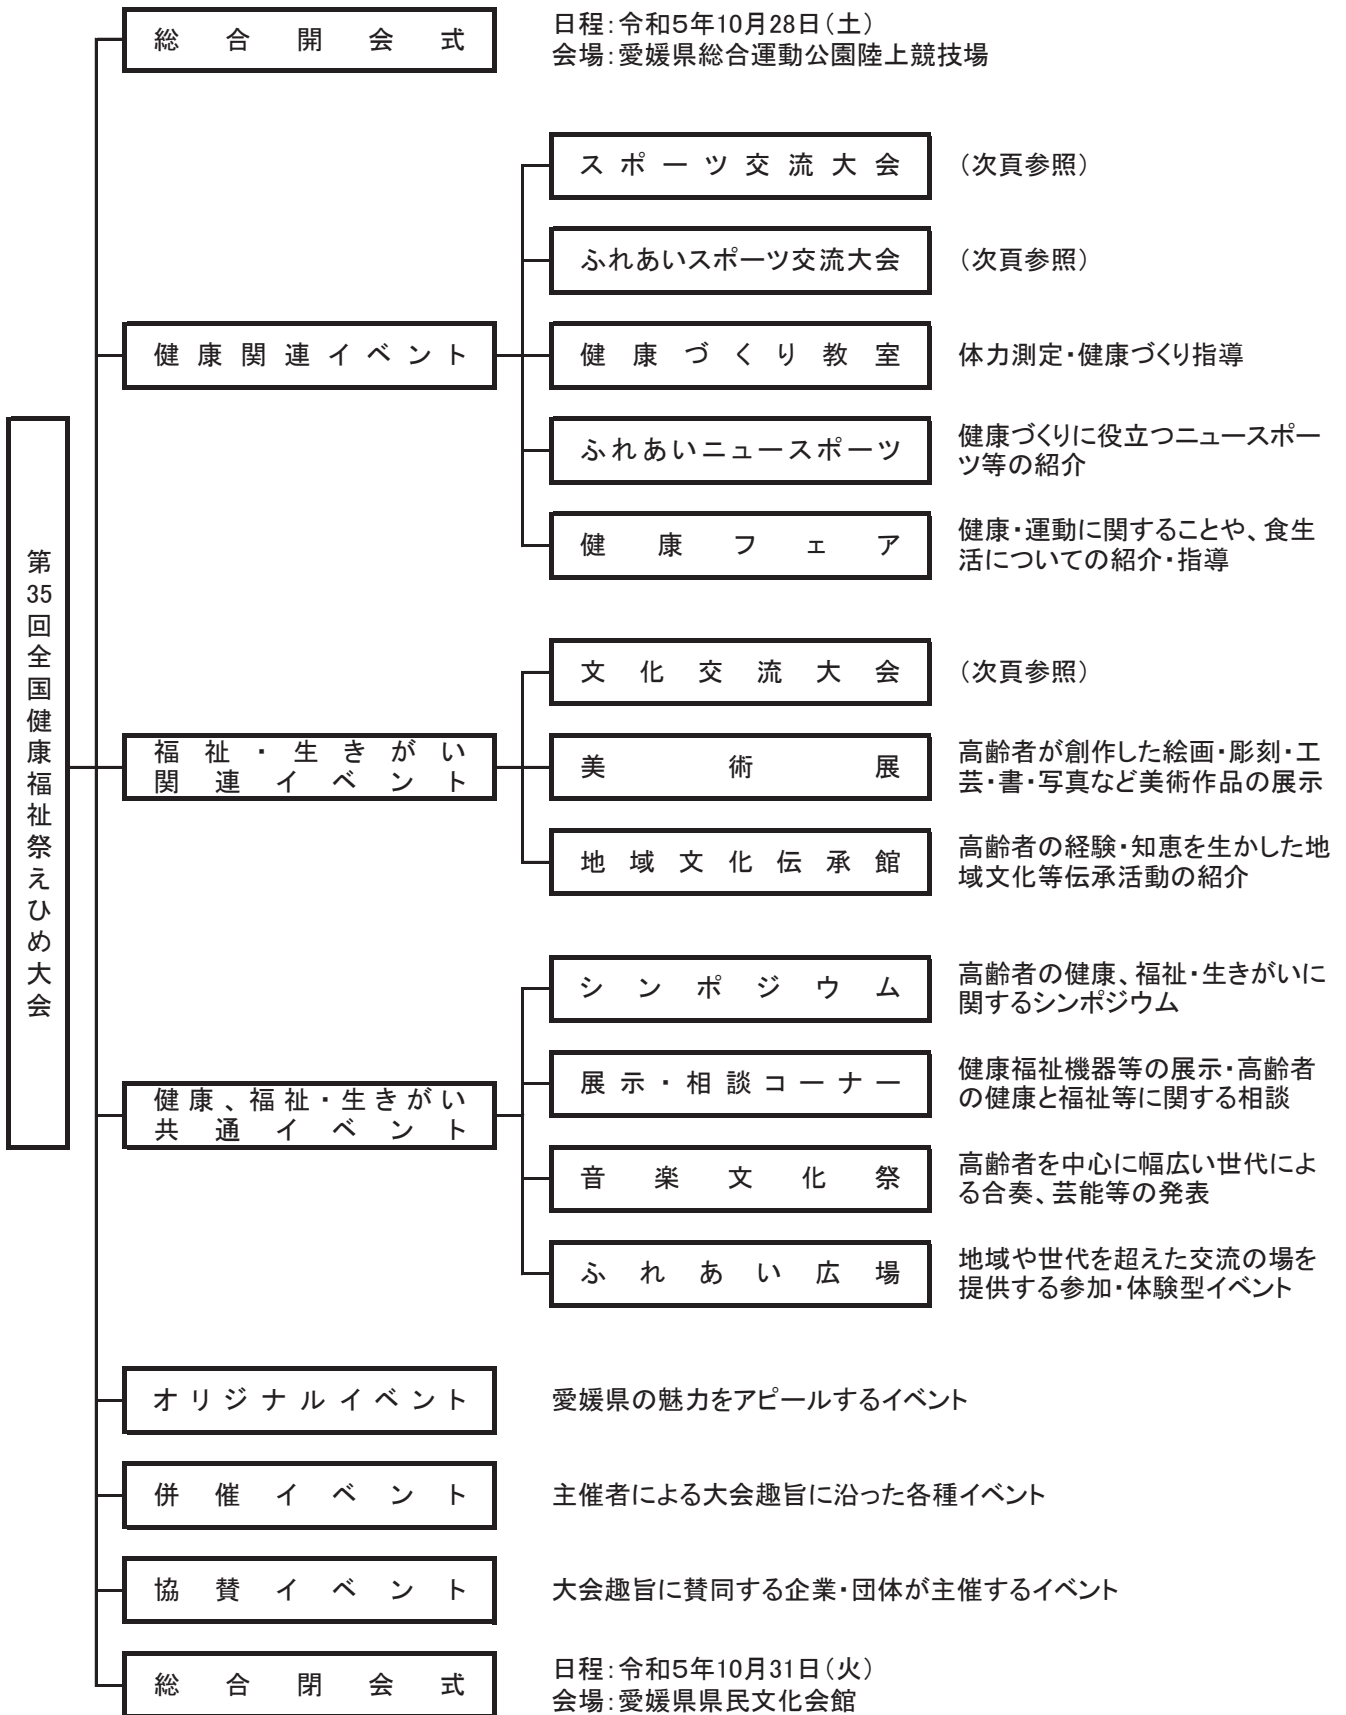 第35回全国健康福祉祭えひめ大会
総合開会式
日程：令和５年10月28日（土）
会場：愛媛県総合運動公園陸上競技場
健康関連イベント
スポーツ交流大会
（次頁参照）
ふれあいスポーツ交流大会
（次頁参照）
健康づくり教室
体力測定・健康づくり指導
ふれあいニュースポーツ
健康づくりに役立つニュースポー
ツ等の紹介
健康フェア
健康・運動に関することや、食生
活についての紹介・指導
福祉・生きがい
関連イベント
文化交流大会
（次頁参照）
美術展
高齢者が創作した絵画・彫刻・工
芸・書・写真など美術作品の展示
地域文化伝承館
高齢者の経験・知恵を生かした地
域文化等伝承活動の紹介
健康、福祉・生きがい
共通イベント
シンポジウム
高齢者の健康、福祉・生きがいに
関するシンポジウム
展示・相談コーナー
健康福祉機器等の展示・高齢者
の健康と福祉等に関する相談
音楽文化祭
高齢者を中心に幅広い世代によ
る合奏、芸能等の発表
ふれあい広場
地域や世代を超えた交流の場を
提供する参加・体験型イベント
オリジナルイベント
愛媛県の魅力をアピールするイベント
併催イベント
主催者による大会趣旨に沿った各種イベント
協賛イベント
大会趣旨に賛同する企業・団体が主催するイベント
総合閉会式
日程：令和５年10月31日（火）
会場：愛媛県県民文化会館